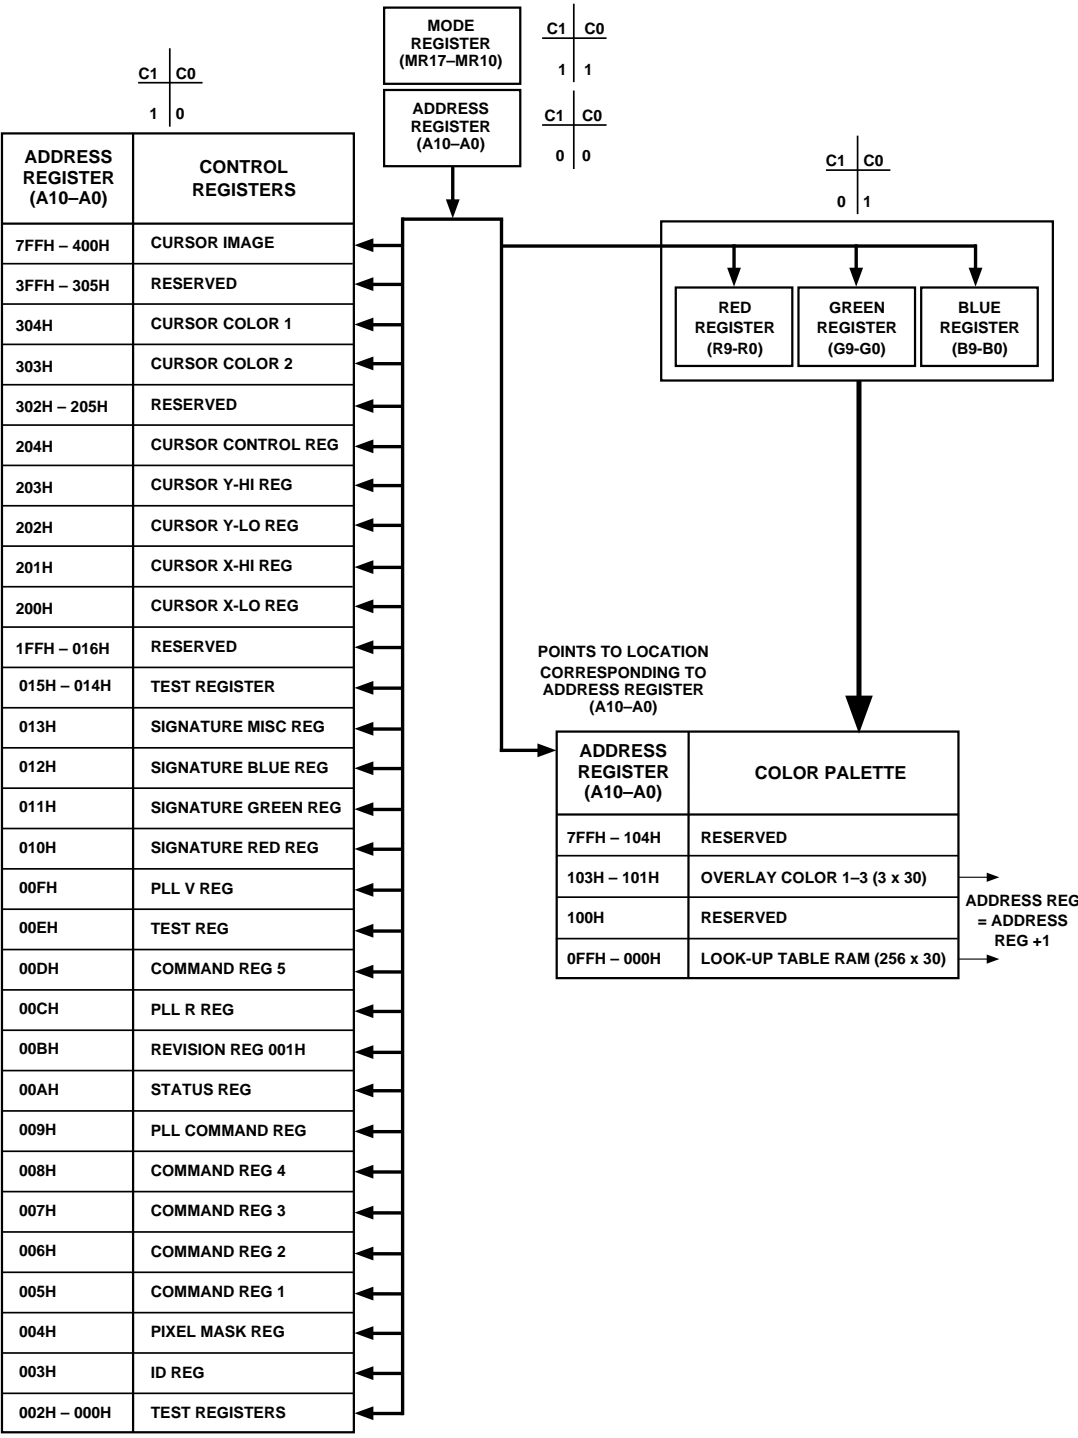 MODE
REGISTER
(MR17–MR10)
C1 C0
1 1
ADDRESS
REGISTER
(A10–A0)
C1 C0
0 0
C1 C0
1 0
ADDRESS
REGISTER
(A10–A0)
CONTROL
REGISTERS
7FFH – 400H CURSOR IMAGE
3FFH – 305H RESERVED
304H CURSOR COLOR 1
303H CURSOR COLOR 2
302H – 205H RESERVED
204H CURSOR CONTROL REG
203H CURSOR Y-HI REG
202H CURSOR Y-LO REG
201H CURSOR X-HI REG
200H CURSOR X-LO REG
1FFH – 016H RESERVED
015H – 014H TEST REGISTER
013H SIGNATURE MISC REG
012H SIGNATURE BLUE REG
011H SIGNATURE GREEN REG
010H SIGNATURE RED REG
00FH PLL V REG
00EH TEST REG
00DH COMMAND REG 5
00CH PLL R REG
00BH REVISION REG 001H
00AH STATUS REG
009H PLL COMMAND REG
008H COMMAND REG 4
007H COMMAND REG 3
006H COMMAND REG 2
005H COMMAND REG 1
004H PIXEL MASK REG
003H ID REG
002H – 000H TEST REGISTERS
C1 C0
0 1
RED
REGISTER
(R9-R0)
GREEN
REGISTER
(G9-G0)
BLUE
REGISTER
(B9-B0)
POINTS TO LOCATION
CORRESPONDING TO
ADDRESS REGISTER
(A10–A0)
ADDRESS
REGISTER
(A10–A0)
COLOR PALETTE
7FFH – 104H RESERVED
103H – 101H OVERLAY COLOR 1–3 (3 x 30)
100H RESERVED
0FFH – 000H LOOK-UP TABLE RAM (256 x 30)
ADDRESS REG
= ADDRESS
REG +1